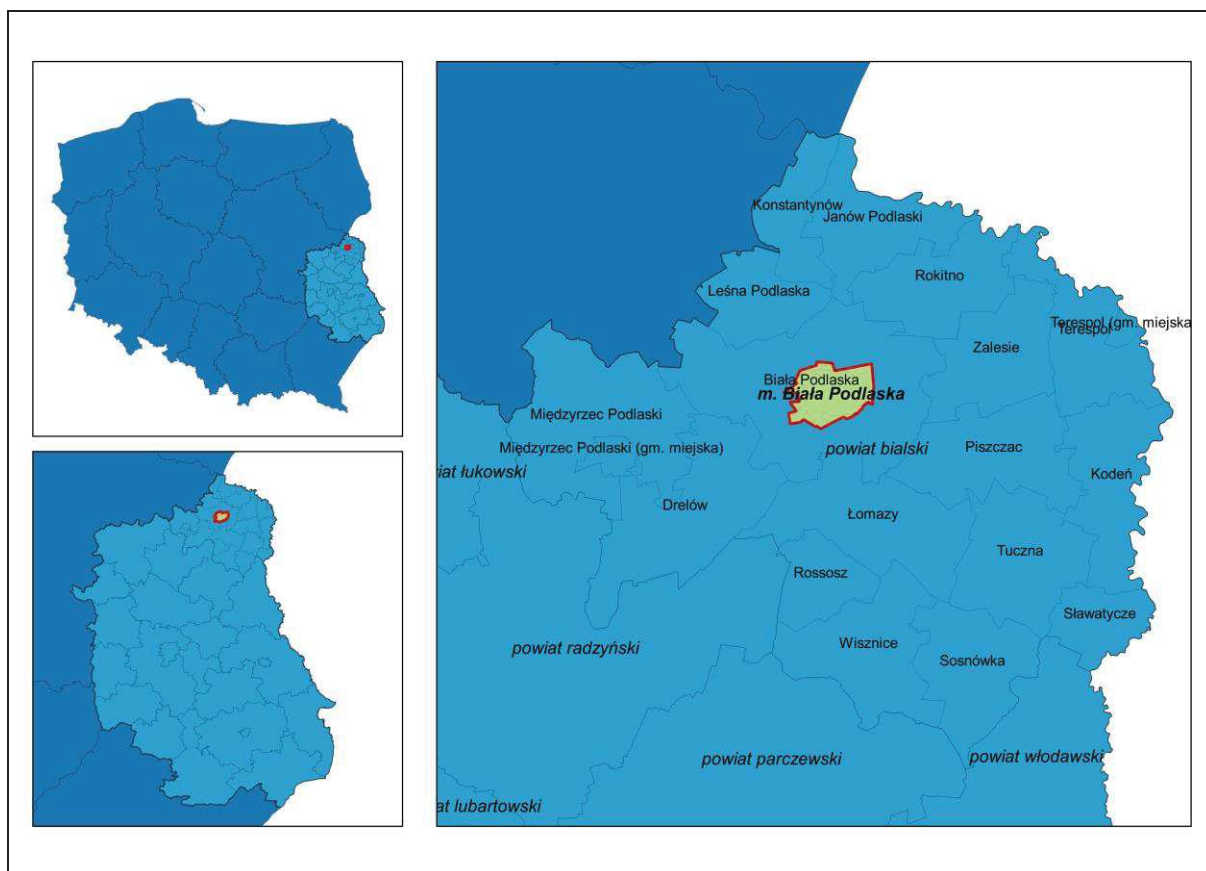 Konstantynów
Janów Podlaski
Rokitno
Leśna Podlaska
Terespol (gm. miejska
Terespol
Zalesie
Biała Podlaska
m. Biała Podlaska
Międzyrzec Podlaski
Międzyrzec Podlaski (gm. miejska)
powiat bialski
Piszczac
iat łukowski
Kodeń
Drelów
Łomazy
Tuczna
Rossosz
Sławatycze
powiat radzyński
Wisznice
Sosnówka
powiat parczewski
powiat włodawski
at lubartowski